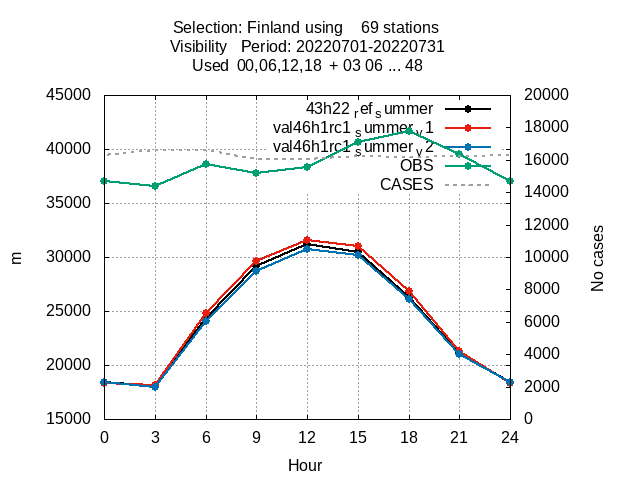 Selection: Finland using 69 stations
Visibility Period: 20220701-20220731
Used 00,06,12,18 + 03 06 ... 48
45000 20000
43h22 ref summer
18000
val46h1rc1 summer v1
40000 val46h1rc1 summer v2
16000
OBS
35000 CASES
14000
12000
m 30000 10000 No cases
8000
25000
6000
20000 4000
2000
15000 0
0 3 6 9 12 15 18 21 24
Hour